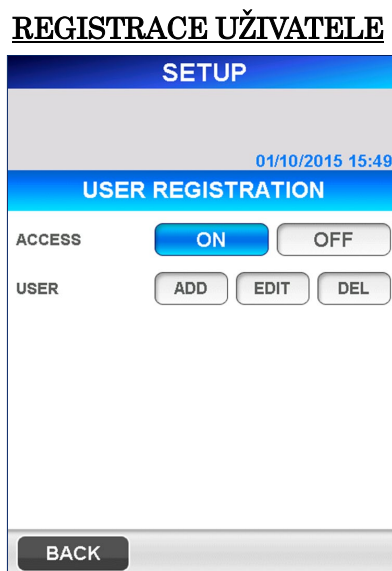 REGISTRACE UŽIVATELE
SETUP
01/10/2015 15:49
USER REGISTRATION
ACCESS ON OFF
USER ADD EDIT DEL
BACK